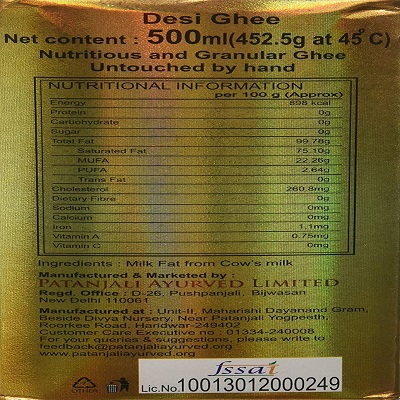 Desi Ghee
Net content : 500ml(452.5g at 45°C)
Nutritious and Granular Ghee
Untouched by hand
NUTRITIONAL INFORMATION
per 100 g (Approx)
Energy 898 kcal
Protein 0g
Carbohydrate 0g
Sugar 0g
Total Fat 99.78g
Saturated Fat 75.10g
MUFA 22.26g
PUFA 2.64g
Trans Fat 0g
Cholesterol 260.8mg
Dietary Fibre 0g
Sodium 0mg
Calcium 0mg
Iron 1.1mg
Vitamin A 0.75mg
Vitamin C 0mg
Ingredients : Milk Fat from Cow's milk
Manufactured & Marketed by :
PATANJALI AYURVED LIMITED
Regd. Office : D-26, Pushpanjali, Bijwasan
New Delhi 110061
Manufactured at : Unit-II, Maharishi Dayanand Gram,
Beside Divya Nursery, Near Patanjali Yogpeeth,
Roorkee Road, Haridwar-249402
Customer Care Executive no : 01334-240008
For your queries & suggestions, please write to
feedback@patanjaliayurved.org
www.patanjaliayurved.org
fssai
OTHER
Lic.No.10013012000249